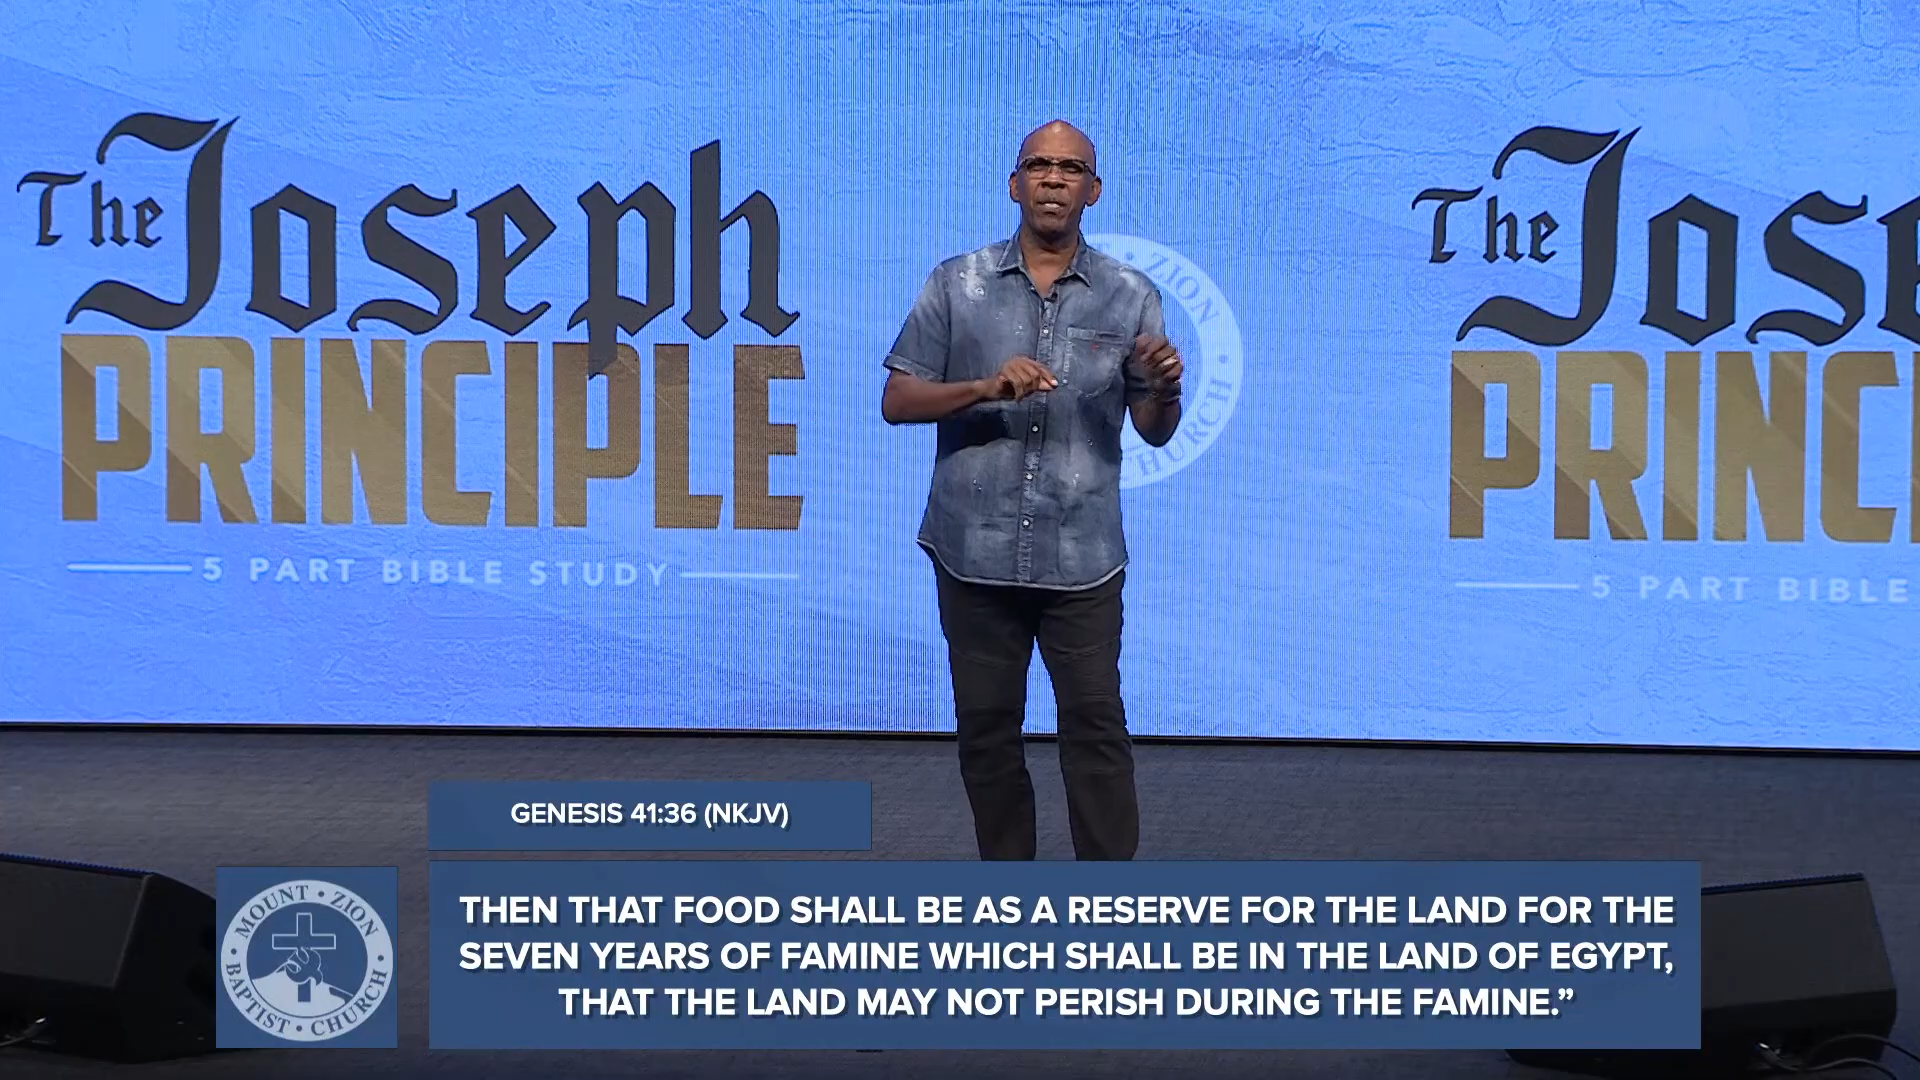 The Joseph
PRINCIPLE
5 PART BIBLE STUDY
• ZION •
CHURCH
The Jose
PRINC
5 PART BIBLE
GENESIS 41:36 (NKJV)
THEN THAT FOOD SHALL BE AS A RESERVE FOR THE LAND FOR THE
SEVEN YEARS OF FAMINE WHICH SHALL BE IN THE LAND OF EGYPT,
THAT THE LAND MAY NOT PERISH DURING THE FAMINE.”
MOUNT • ZION
• BAPTIST • CHURCH •